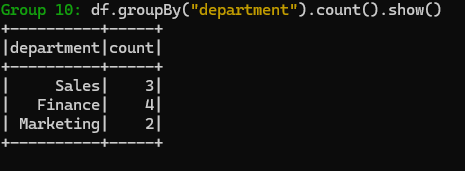 Group 10: df.groupBy("department").count().show()
+----------+-----+
|department|count|
+----------+-----+
|     Sales|    3|
|   Finance|    4|
| Marketing|    2|
+----------+-----+